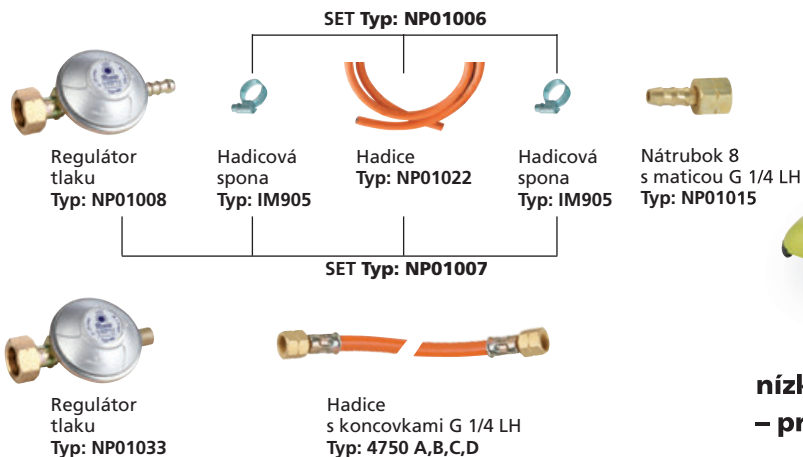 SET Typ: NP01006
Regulátor
tlaku
Typ: NP01008
Hadicová
spona
Typ: IM905
Hadice
Typ: NP01022
Hadicová
spona
Typ: IM905
Nátrubok 8
s maticou G 1/4 LH
Typ: NP01015
SET Typ: NP01007
Regulátor
tlaku
Typ: NP01033
Hadice
s koncovkami G 1/4 LH
Typ: 4750 A,B,C,D
nízk
– pr